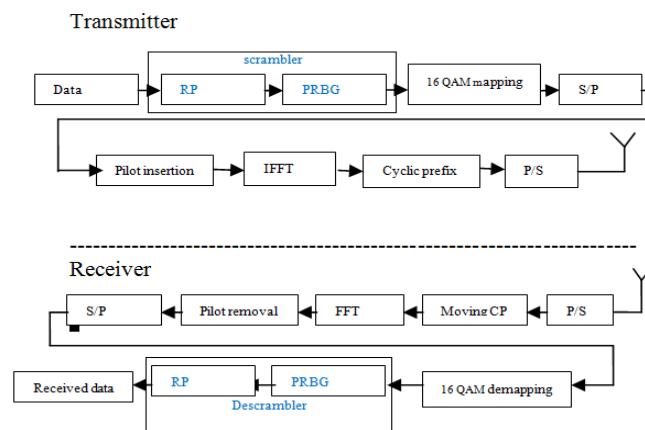 Transmitter
scrambler
Data
RP
PRBG
16 QAM mapping
S/P
Pilot insertion
IFFT
Cyclic prefix
P/S
Receiver
S/P
Pilot removal
FFT
Moving CP
P/S
Received data
RP
PRBG
16 QAM demapping
Descrambler